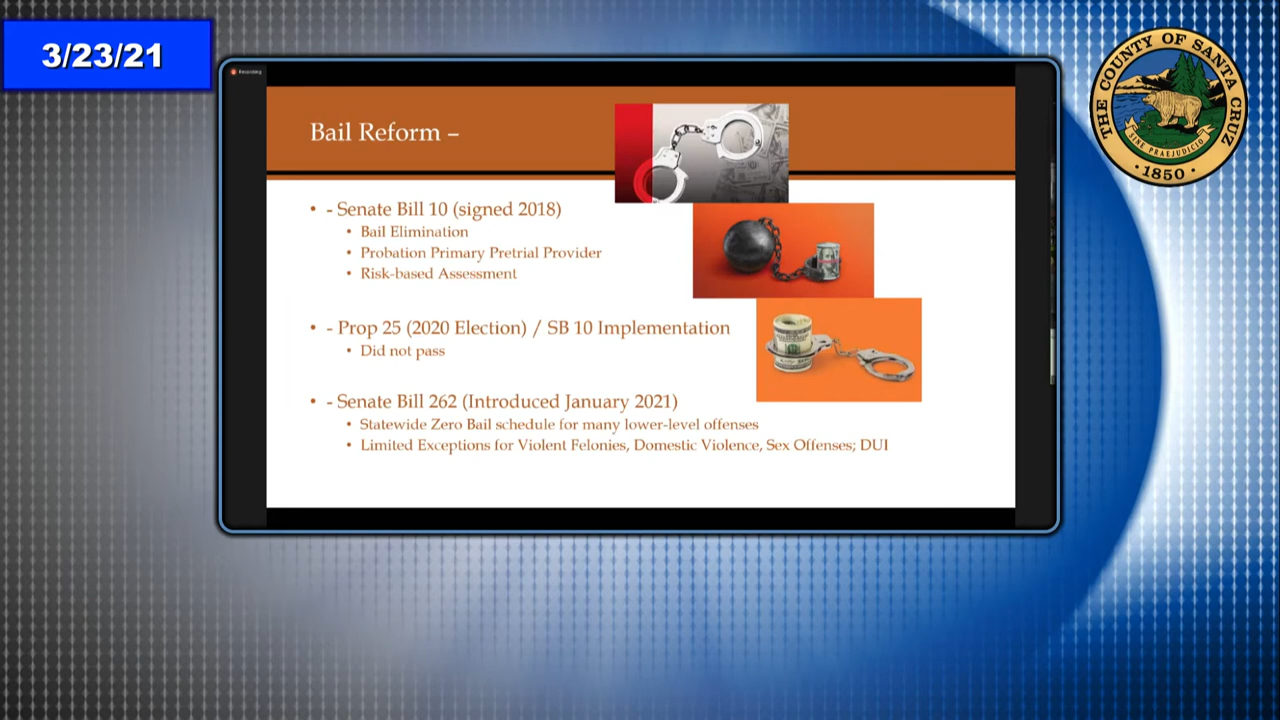 3/23/21
Recording
THE COUNTY OF SANTA CRUZ
SINE PRAEJUDICIO
• 1850 •
Bail Reform –
• - Senate Bill 10 (signed 2018)
• Bail Elimination
• Probation Primary Pretrial Provider
• Risk-based Assessment
• - Prop 25 (2020 Election) / SB 10 Implementation
• Did not pass
• - Senate Bill 262 (Introduced January 2021)
• Statewide Zero Bail schedule for many lower-level offenses
• Limited Exceptions for Violent Felonies, Domestic Violence, Sex Offenses; DUI